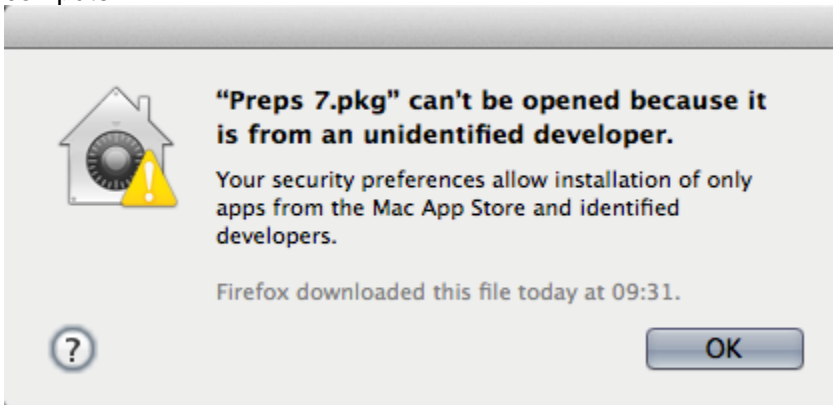 “Preps 7.pkg” can't be opened because it
is from an unidentified developer.
Your security preferences allow installation of only
apps from the Mac App Store and identified
developers.
Firefox downloaded this file today at 09:31.
?
OK